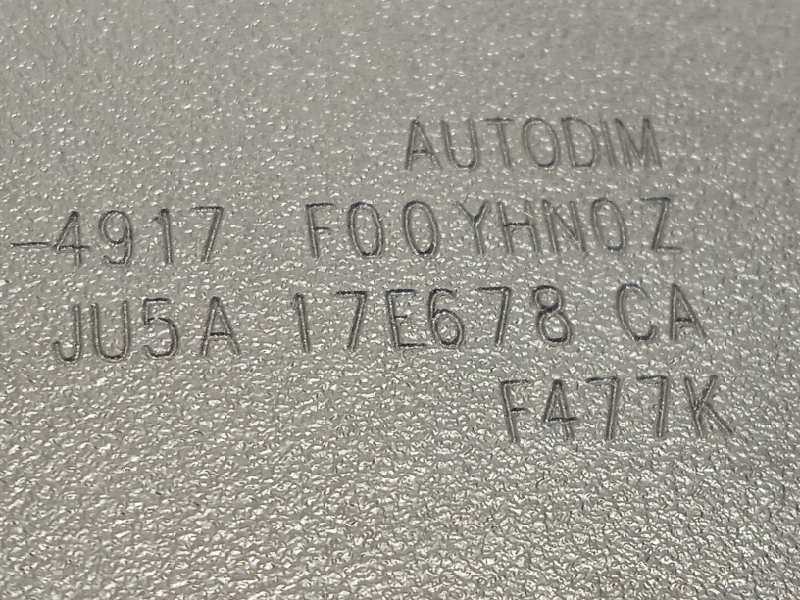 AUTODIM
-4917 F00YHN0Z
JU5A 17E678 CA
F477K